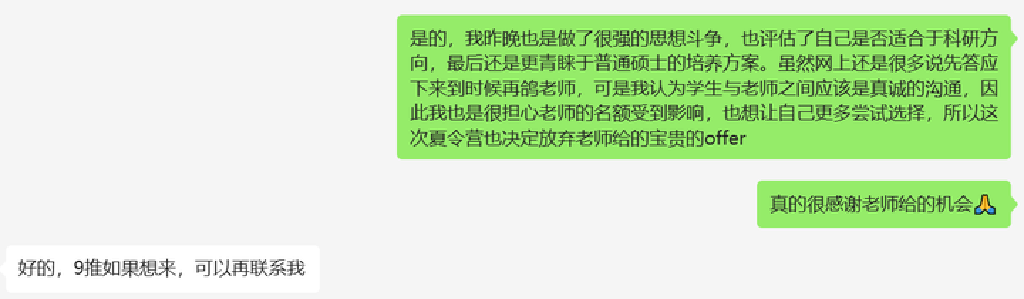 是的，我昨晚也是做了很强的思想斗争，也评估了自己是否适合于科研方
向，最后还是更青睐于普通硕士的培养方案。虽然网上还是很多说先答应
下来到时候再鸽老师，可是我认为学生与老师之间应该是真诚的沟通，因
此我也是很担心老师的名额受到影响，也想让自己更多尝试选择，所以这
次夏令营也决定放弃老师给的宝贵的offer
真的很感谢老师给的机会🙏
好的，9推如果想来，可以再联系我